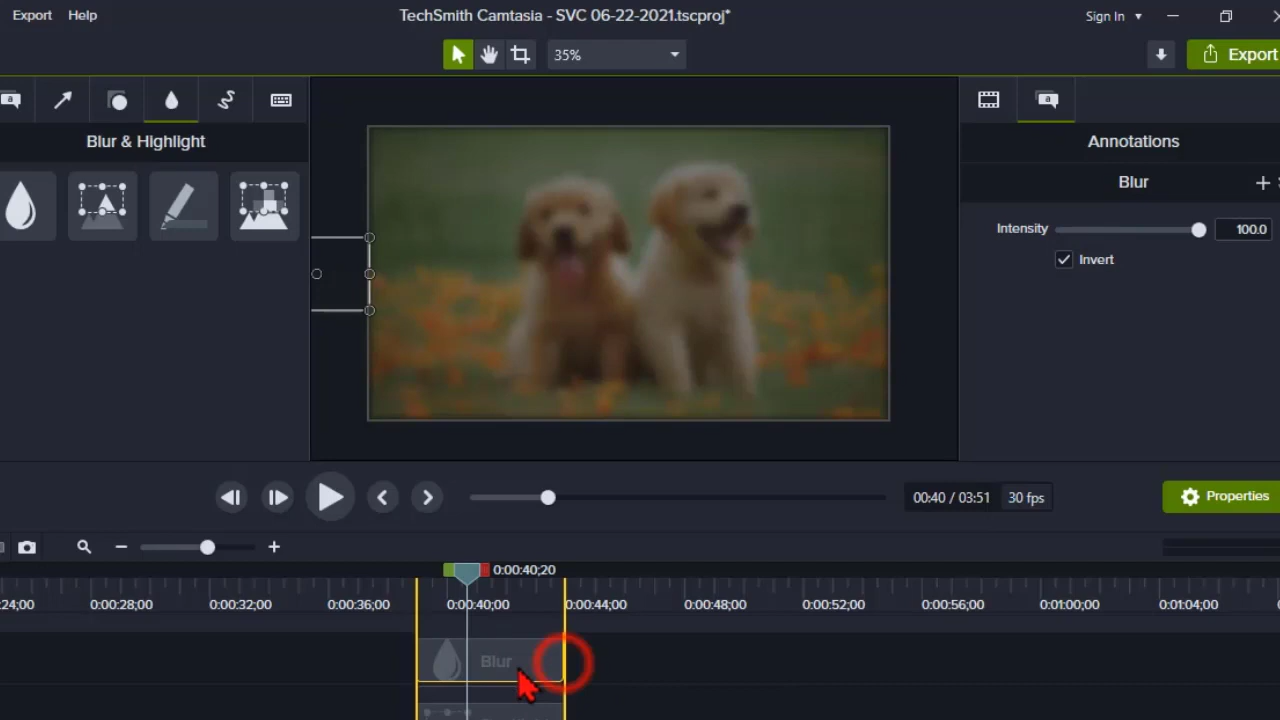 Export Help TechSmith Camtasia - SVC 06-22-2021.tscproj* Sign In
35% Export
a a
Blur & Highlight Annotations
Blur
Intensity 100.0
Invert
00:40 / 03:51 30 fps Properties
0:00:40;20
:24;00 0:00:28;00 0:00:32;00 0:00:36;00 0:00:40;00 0:00:44;00 0:00:48;00 0:00:52;00 0:00:56;00 0:01:00;00 0:01:04;00
Blur